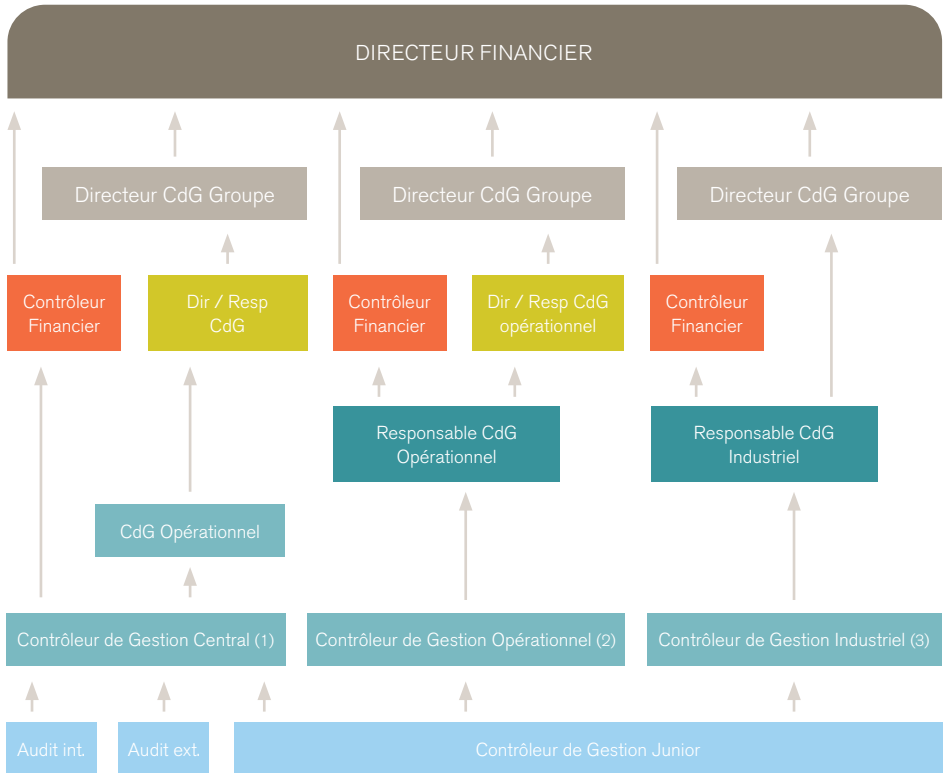 DIRECTEUR FINANCIER
Directeur CdG Groupe
Directeur CdG Groupe
Directeur CdG Groupe
Contrôleur
Financier
Dir / Resp
CdG
Contrôleur
Financier
Dir / Resp CdG
opérationnel
Contrôleur
Financier
Responsable CdG
Opérationnel
Responsable CdG
Industriel
CdG Opérationnel
Contrôleur de Gestion Central (1)
Contrôleur de Gestion Opérationnel (2)
Contrôleur de Gestion Industriel (3)
Audit int.
Audit ext.
Contrôleur de Gestion Junior